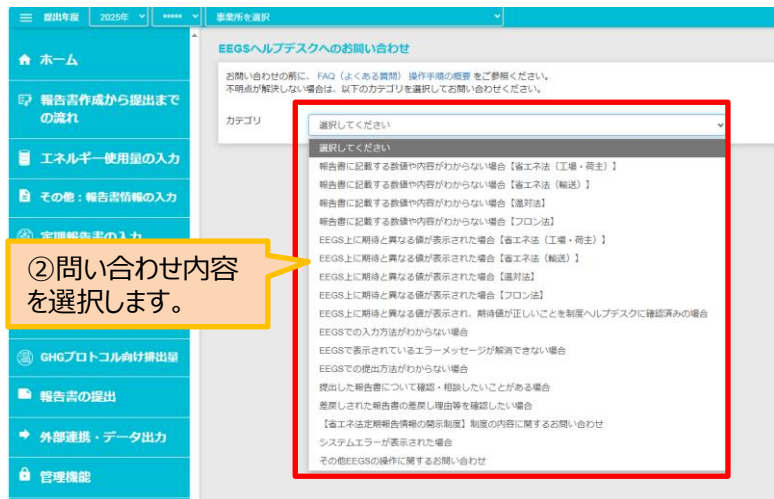 提出年度 2025年 ***** 事業所を選択
ホーム
報告書作成から提出まで
の流れ
エネルギー使用量の入力
その他：報告書情報の入力
定期報告書の入力
GHGプロトコル向け排出量
報告書の提出
外部連携・データ出力
管理機能
EEGSヘルプデスクへのお問い合わせ
お問い合わせの前に、 FAQ（よくある質問） 操作手順の概要 をご参照ください。
不明点が解決しない場合は、以下のカテゴリを選択してお問い合わせください。
カテゴリ
選択してください
選択してください
報告書に記載する数値や内容がわからない場合【省エネ法（工場・荷主）】
報告書に記載する数値や内容がわからない場合【省エネ法（輸送）】
報告書に記載する数値や内容がわからない場合【温対法】
報告書に記載する数値や内容がわからない場合【フロン法】
EEGS上に期待と異なる値が表示された場合【省エネ法（工場・荷主）】
EEGS上に期待と異なる値が表示された場合【省エネ法（輸送）】
EEGS上に期待と異なる値が表示された場合【温対法】
EEGS上に期待と異なる値が表示された場合【フロン法】
EEGS上に期待と異なる値が表示され、期待値が正しいことを制度ヘルプデスクに確認済みの場合
EEGSでの入力方法がわからない場合
EEGSで表示されているエラーメッセージが解消できない場合
EEGSでの提出方法がわからない場合
提出した報告書について確認・相談したいことがある場合
差戻しされた報告書の差戻し理由等を確認したい場合
【省エネ法定期報告情報の開示制度】制度の内容に関するお問い合わせ
システムエラーが表示された場合
その他EEGSの操作に関するお問い合わせ
②問い合わせ内容
を選択します。